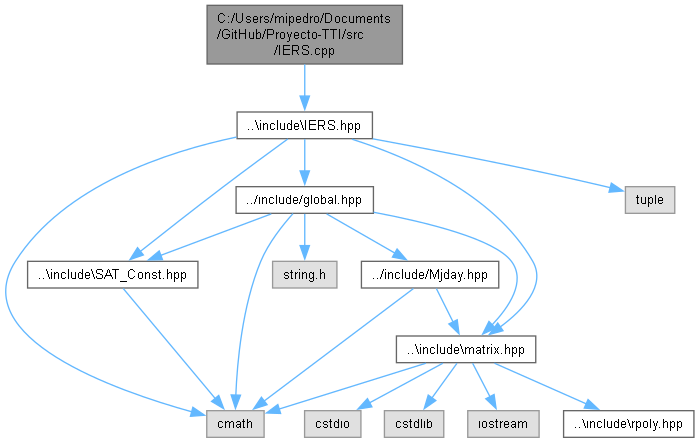 C:/Users/mipedro/Documents
/GitHub/Proyecto-TTI/src
/IERS.cpp
..\include\IERS.hpp
../include/global.hpp
tuple
..\include\SAT_Const.hpp
string.h
../include/Mjday.hpp
..\include\matrix.hpp
cmath
cstdio
cstdlib
iostream
..\include\rpoly.hpp